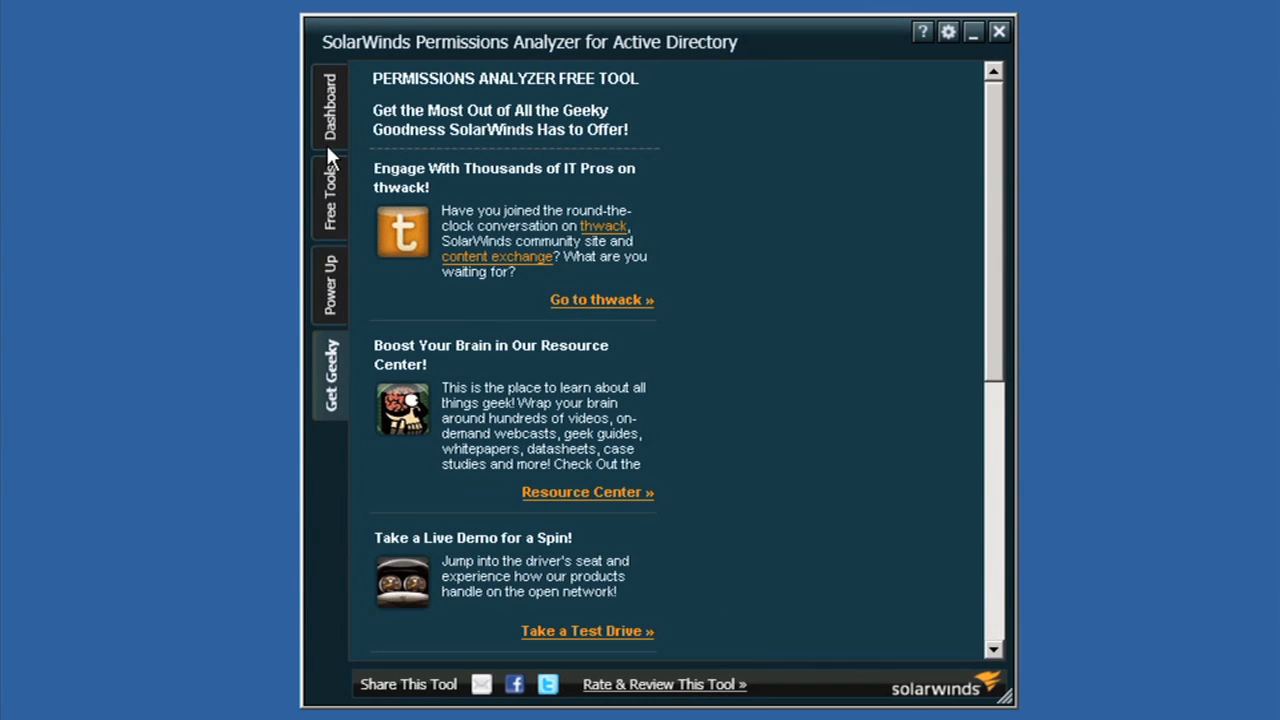 SolarWinds Permissions Analyzer for Active Directory
?
Dashboard
Free Tools
Power Up
Get Geeky
PERMISSIONS ANALYZER FREE TOOL
Get the Most Out of All the Geeky
Goodness SolarWinds Has to Offer!
Engage With Thousands of IT Pros on
thwack!
t
Have you joined the round-the-
clock conversation on thwack,
SolarWinds community site and
content exchange? What are you
waiting for?
Go to thwack »
Boost Your Brain in Our Resource
Center!
This is the place to learn about all
things geek! Wrap your brain
around hundreds of videos, on-
demand webcasts, geek guides,
whitepapers, datasheets, case
studies and more! Check Out the
Resource Center »
Take a Live Demo for a Spin!
Jump into the driver's seat and
experience how our products
handle on the open network!
Take a Test Drive »
Share This Tool
Rate & Review This Tool »
solarwinds